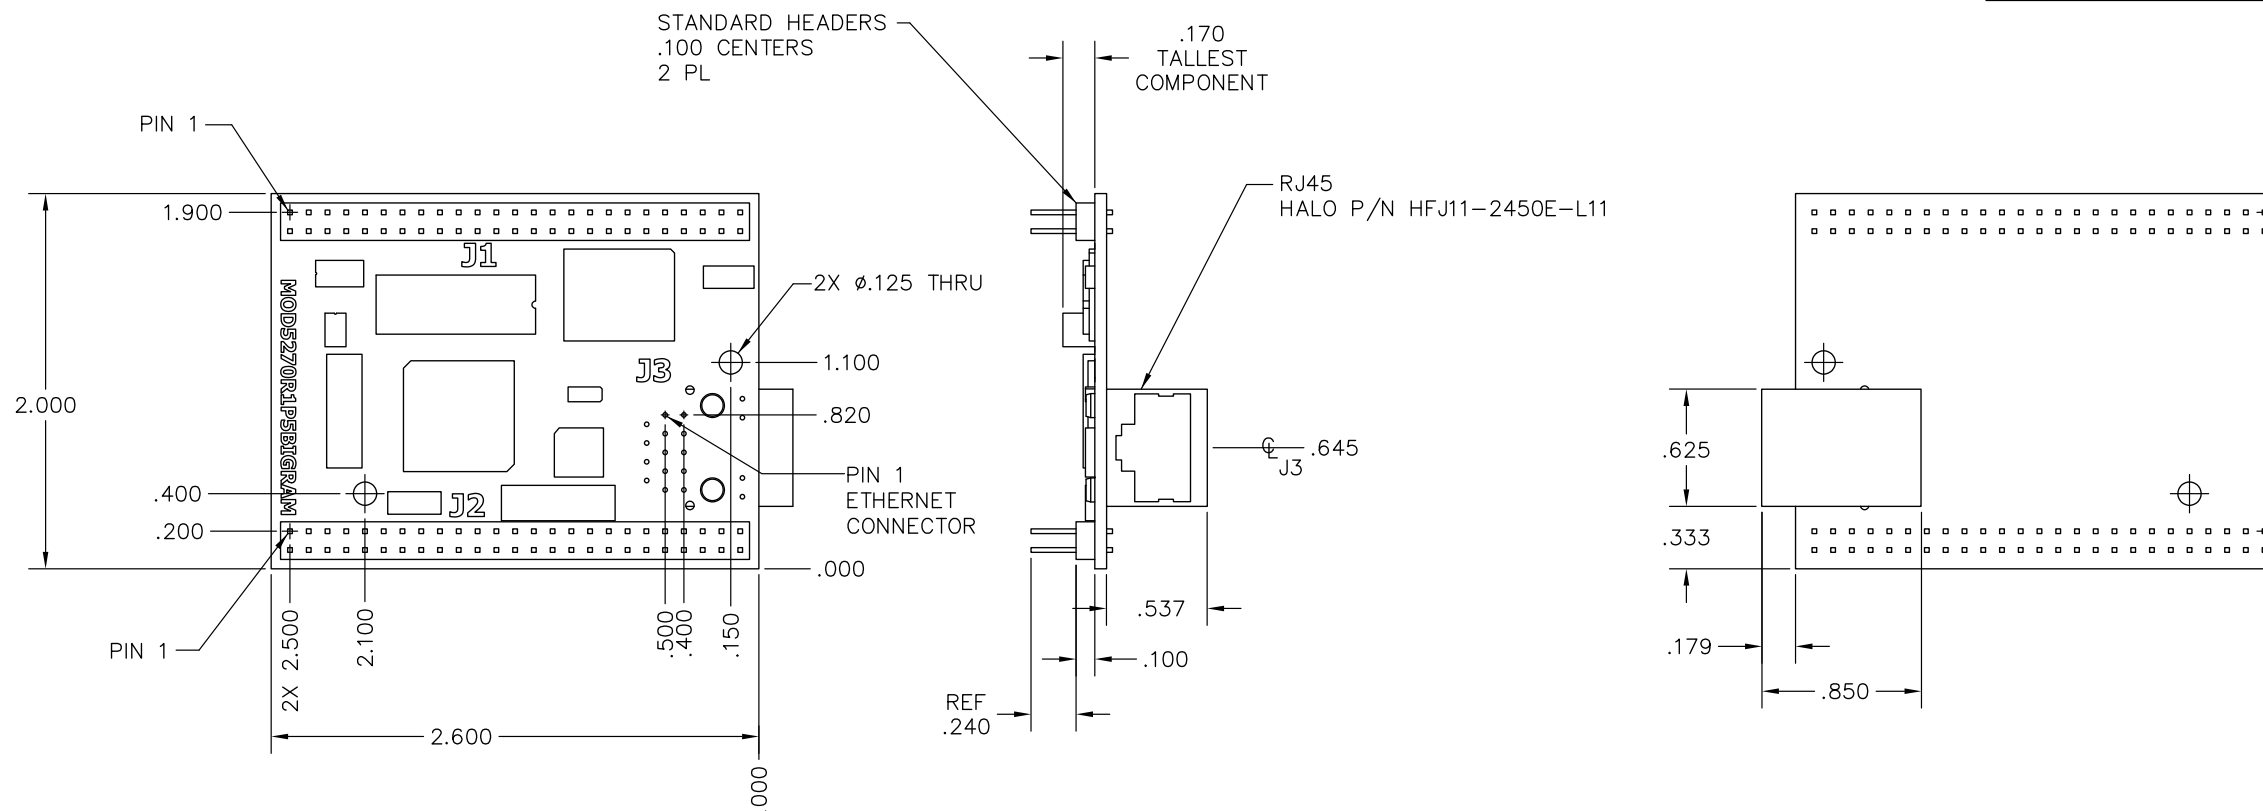 STANDARD HEADERS
.100 CENTERS
2 PL
.170
TALLEST
COMPONENT
PIN 1
RJ45
HALO P/N HFJ11-2450E-L11
1.900
J1
2X ⌀.125 THRU
MOD5270R1P5BIGRAM
J3
1.100
2.000
.820
℄ J3 .645
.625
PIN 1
ETHERNET
CONNECTOR
.400
J2
.200
.333
.000
.537
2 X 2.500
2.100
.500
.400
.150
PIN 1
.179
.100
.850
REF
.240
2.600
.000